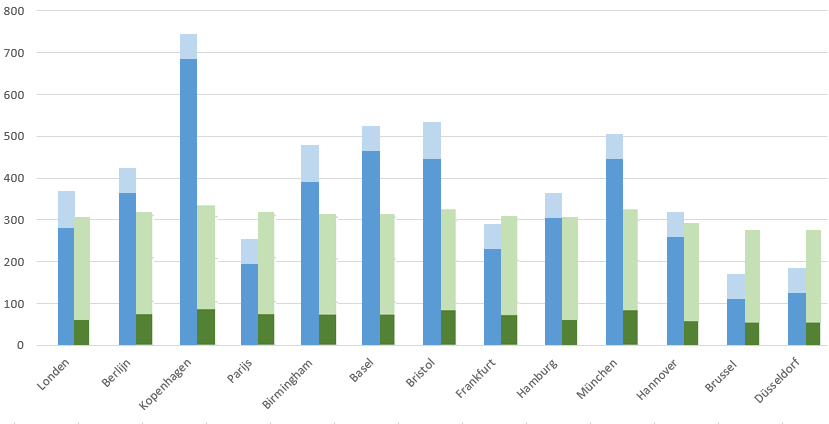 800
700
600
500
400
300
200
100
0
Londen
Berlijn
Kopenhagen
Parijs
Birmingham
Basel
Bristol
Frankfurt
Hamburg
München
Hannover
Brussel
Düsseldorf